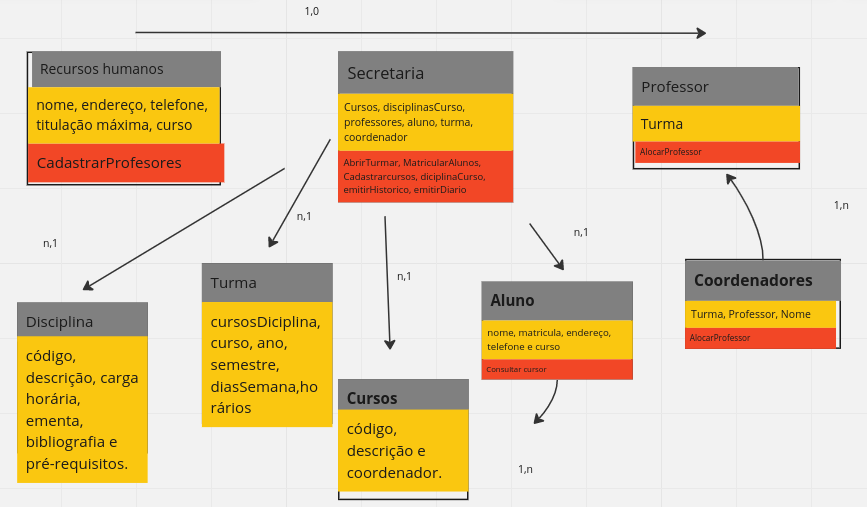 1,0
Recursos humanos
nome, endereço, telefone,
titulação máxima, curso
CadastrarProfesores
Secretaria
Cursos, disciplinasCurso,
professores, aluno, turma,
coordenador
AbrirTurmar, MatricularAlunos,
Cadastrarcursos, diciplinaCurso,
emitirHistorico, emitirDiario
Professor
Turma
AlocarProfessor
1,n
n,1
n,1
n,1
n,1
Disciplina
código,
descrição, carga
horária,
ementa,
bibliografia e
pré-requisitos.
Turma
cursosDiciplina,
curso, ano,
semestre,
diasSemana,ho
rários
Cursos
código,
descrição e
coordenador.
Aluno
nome, matricula, endereço,
telefone e curso
Consultar cursor
1,n
Coordenadores
Turma, Professor, Nome
AlocarProfessor